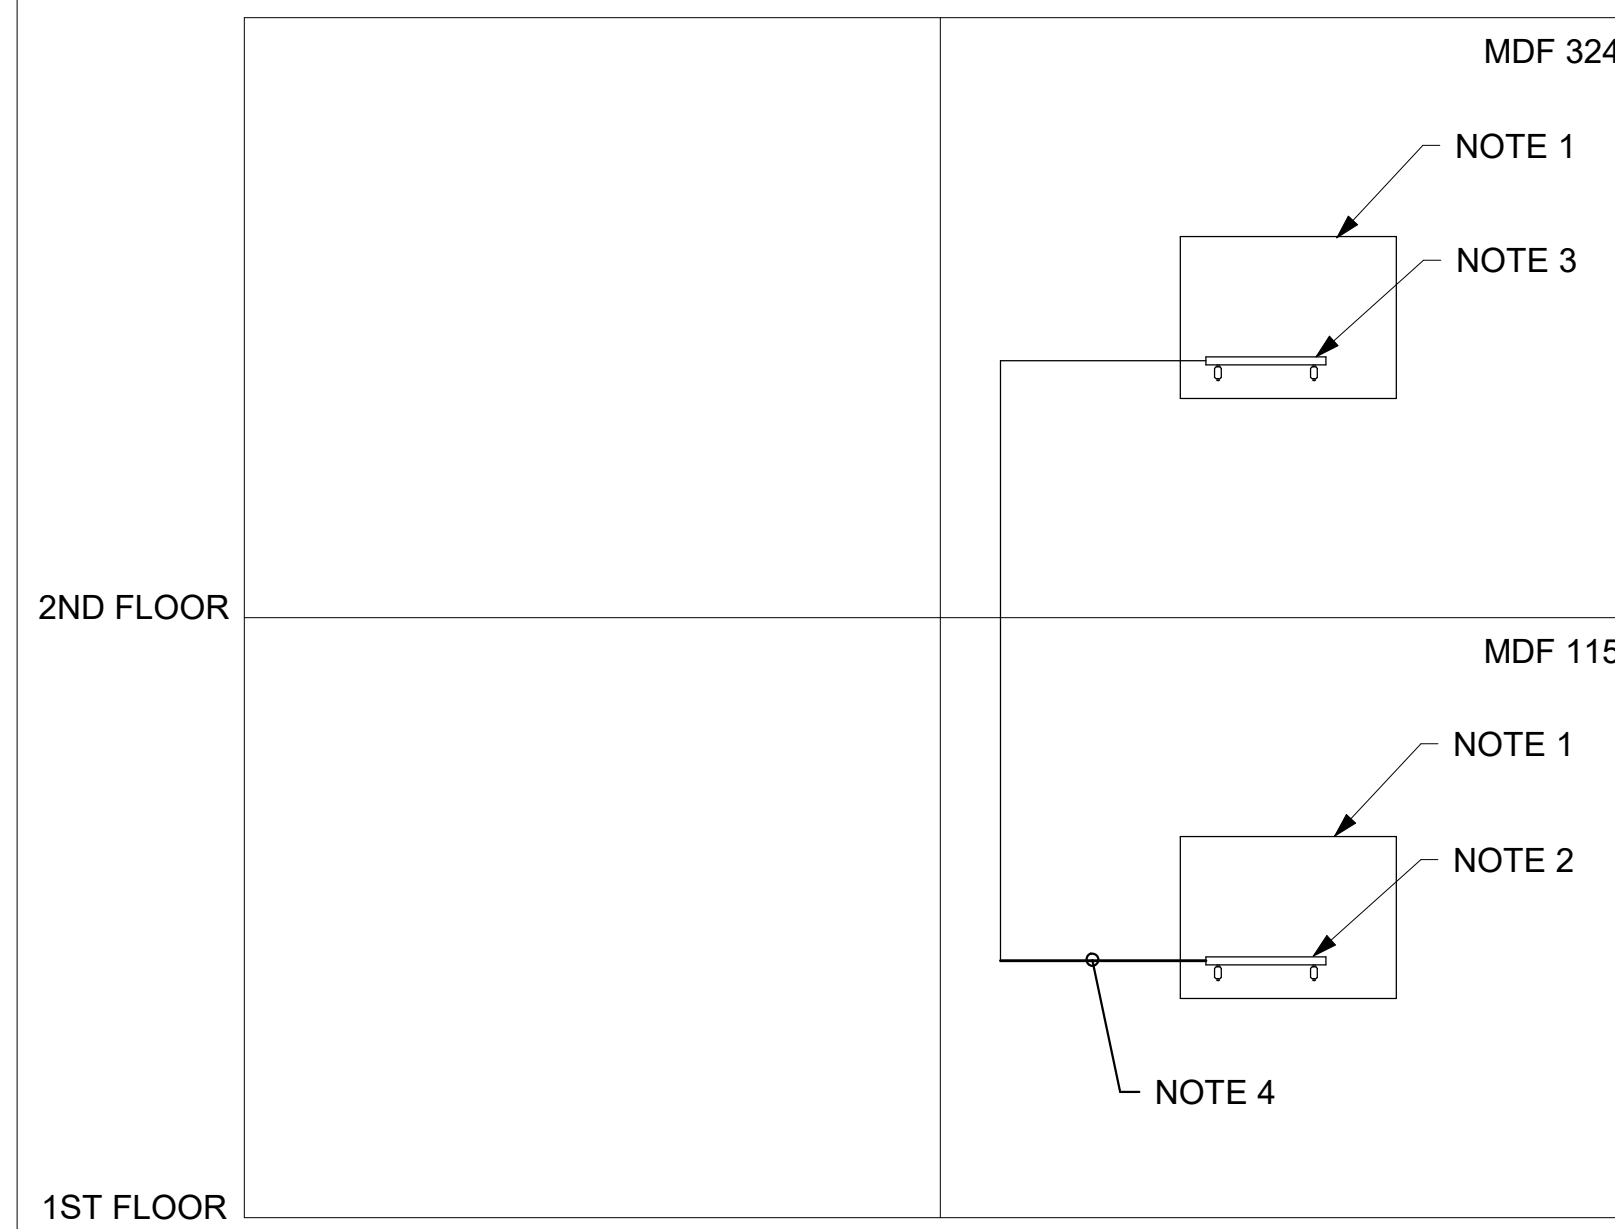 MDF 324
NOTE 1
NOTE 3
2ND FLOOR
MDF 115
NOTE 1
NOTE 2
NOTE 4
1ST FLOOR